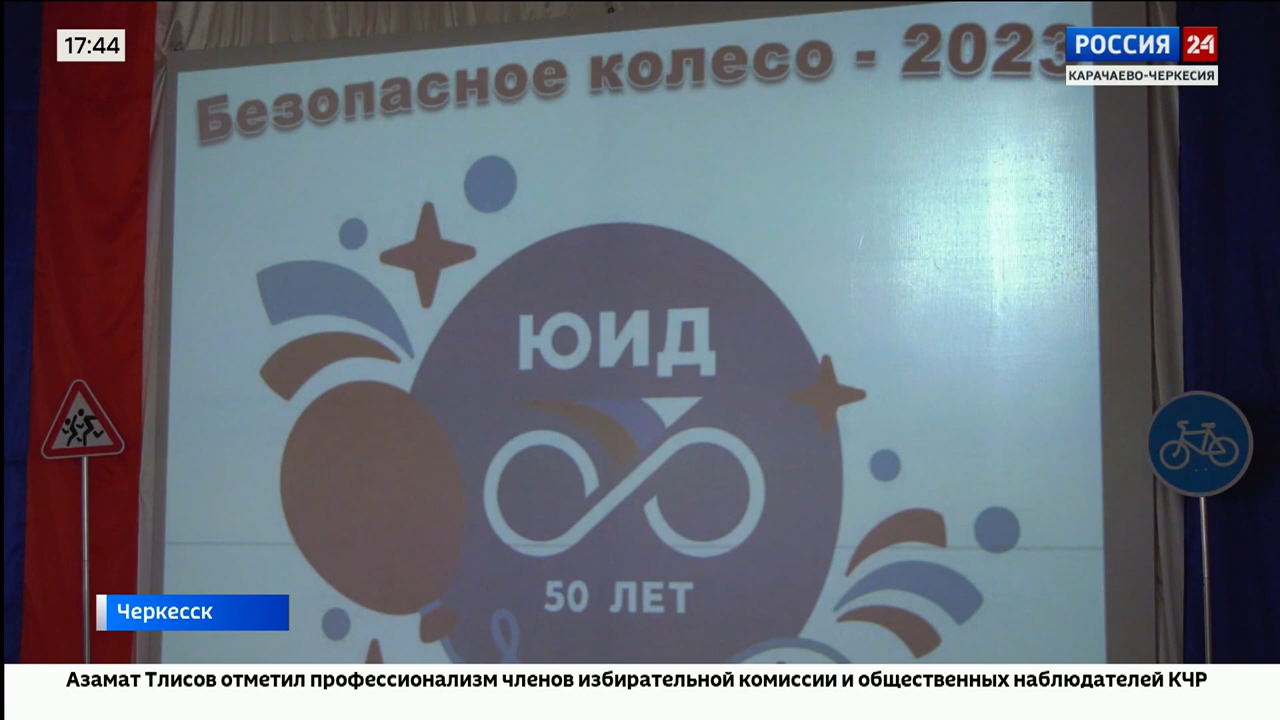 17:44
РОССИЯ 24
КАРАЧАЕВО-ЧЕРКЕСИЯ
Безопасное колесо - 2023
ЮИД
50 ЛЕТ
Черкесск
Азамат Тлисов отметил профессионализм членов избирательной комиссии и общественных наблюдателей КЧР